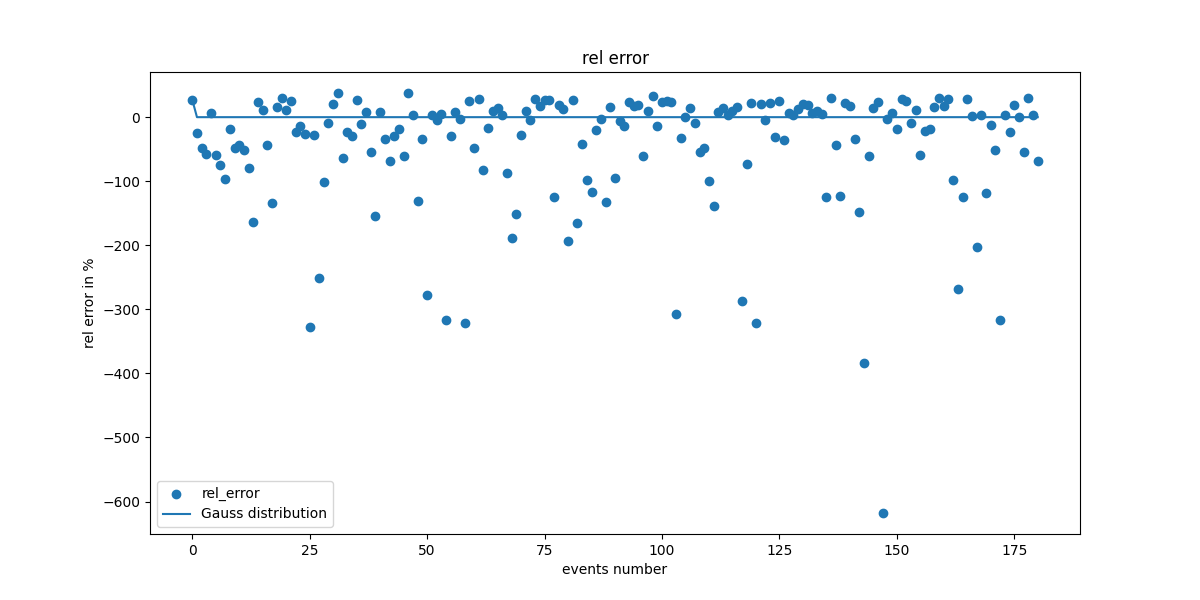 rel error
0
−100
−200
−300
−400
−500
−600
rel error in %
rel_error
Gauss distribution
0 25 50 75 100 125 150 175
events number